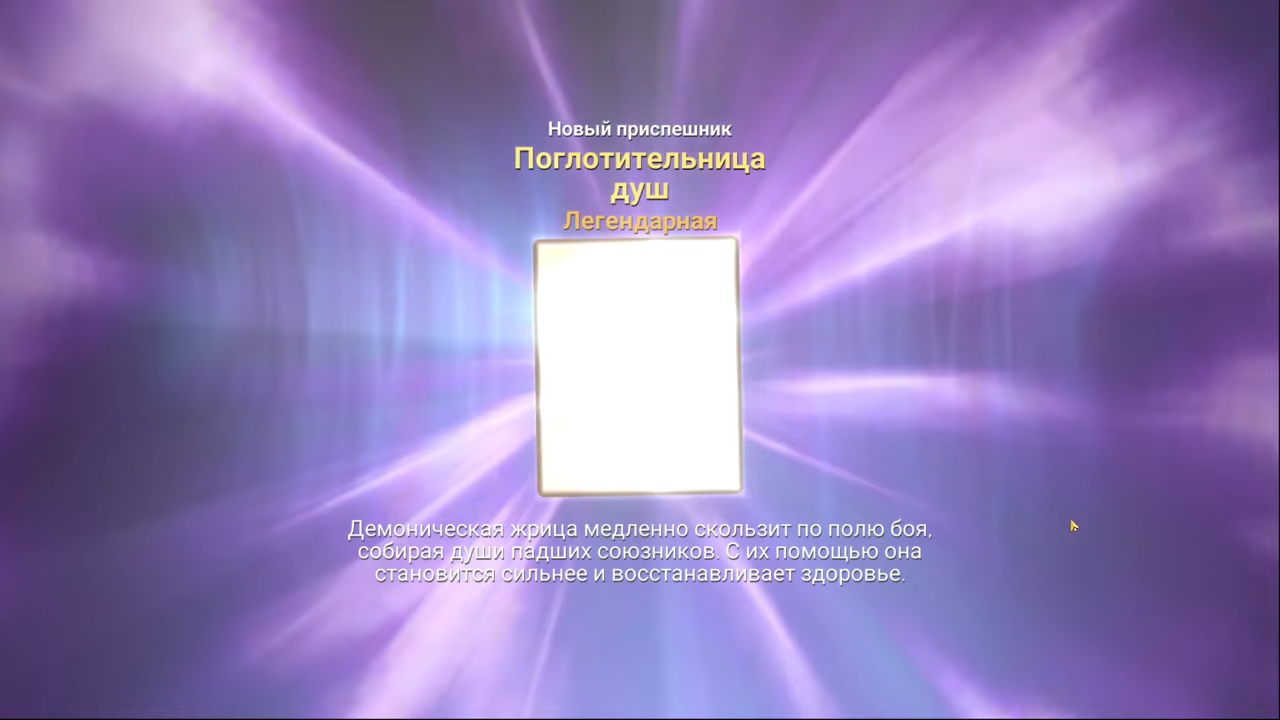 Новый приспешник
Поглотительница
душ
Легендарная
Демоническая жрица медленно скользит по полю боя,
собирая души падших союзников. С их помощью она
становится сильнее и восстанавливает здоровье.